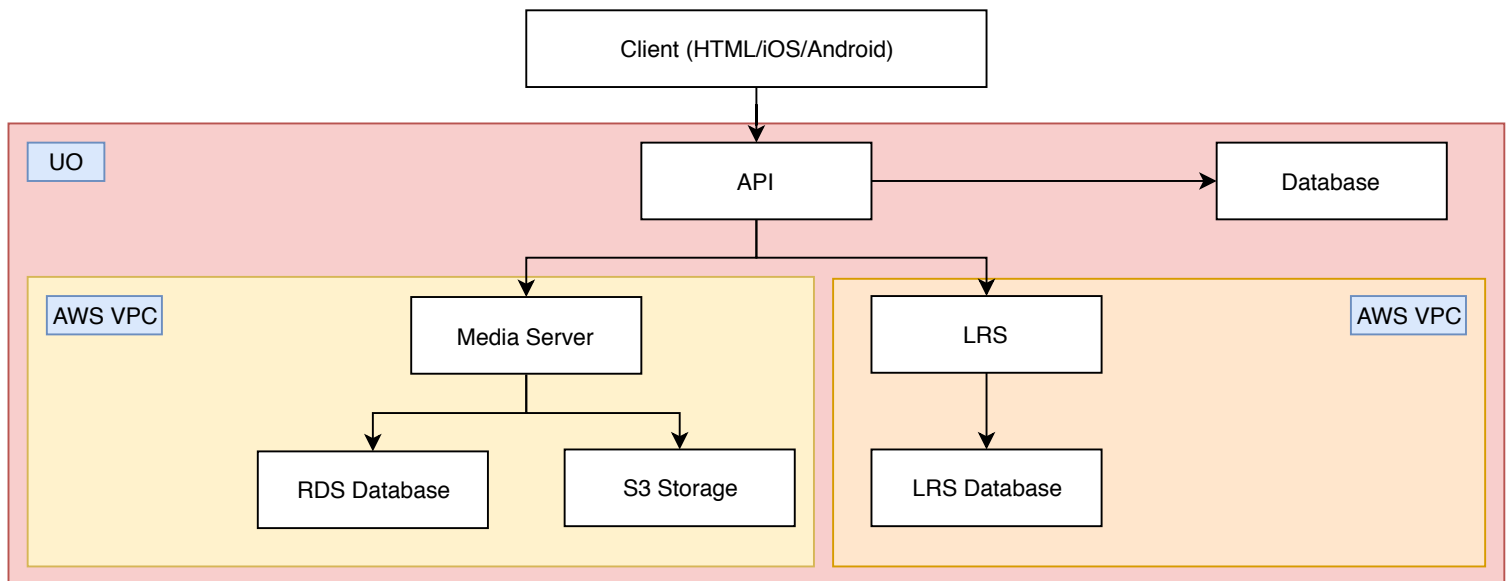 Client (HTML/iOS/Android)
UO
API
Database
AWS VPC
Media Server
LRS
AWS VPC
RDS Database
S3 Storage
LRS Database